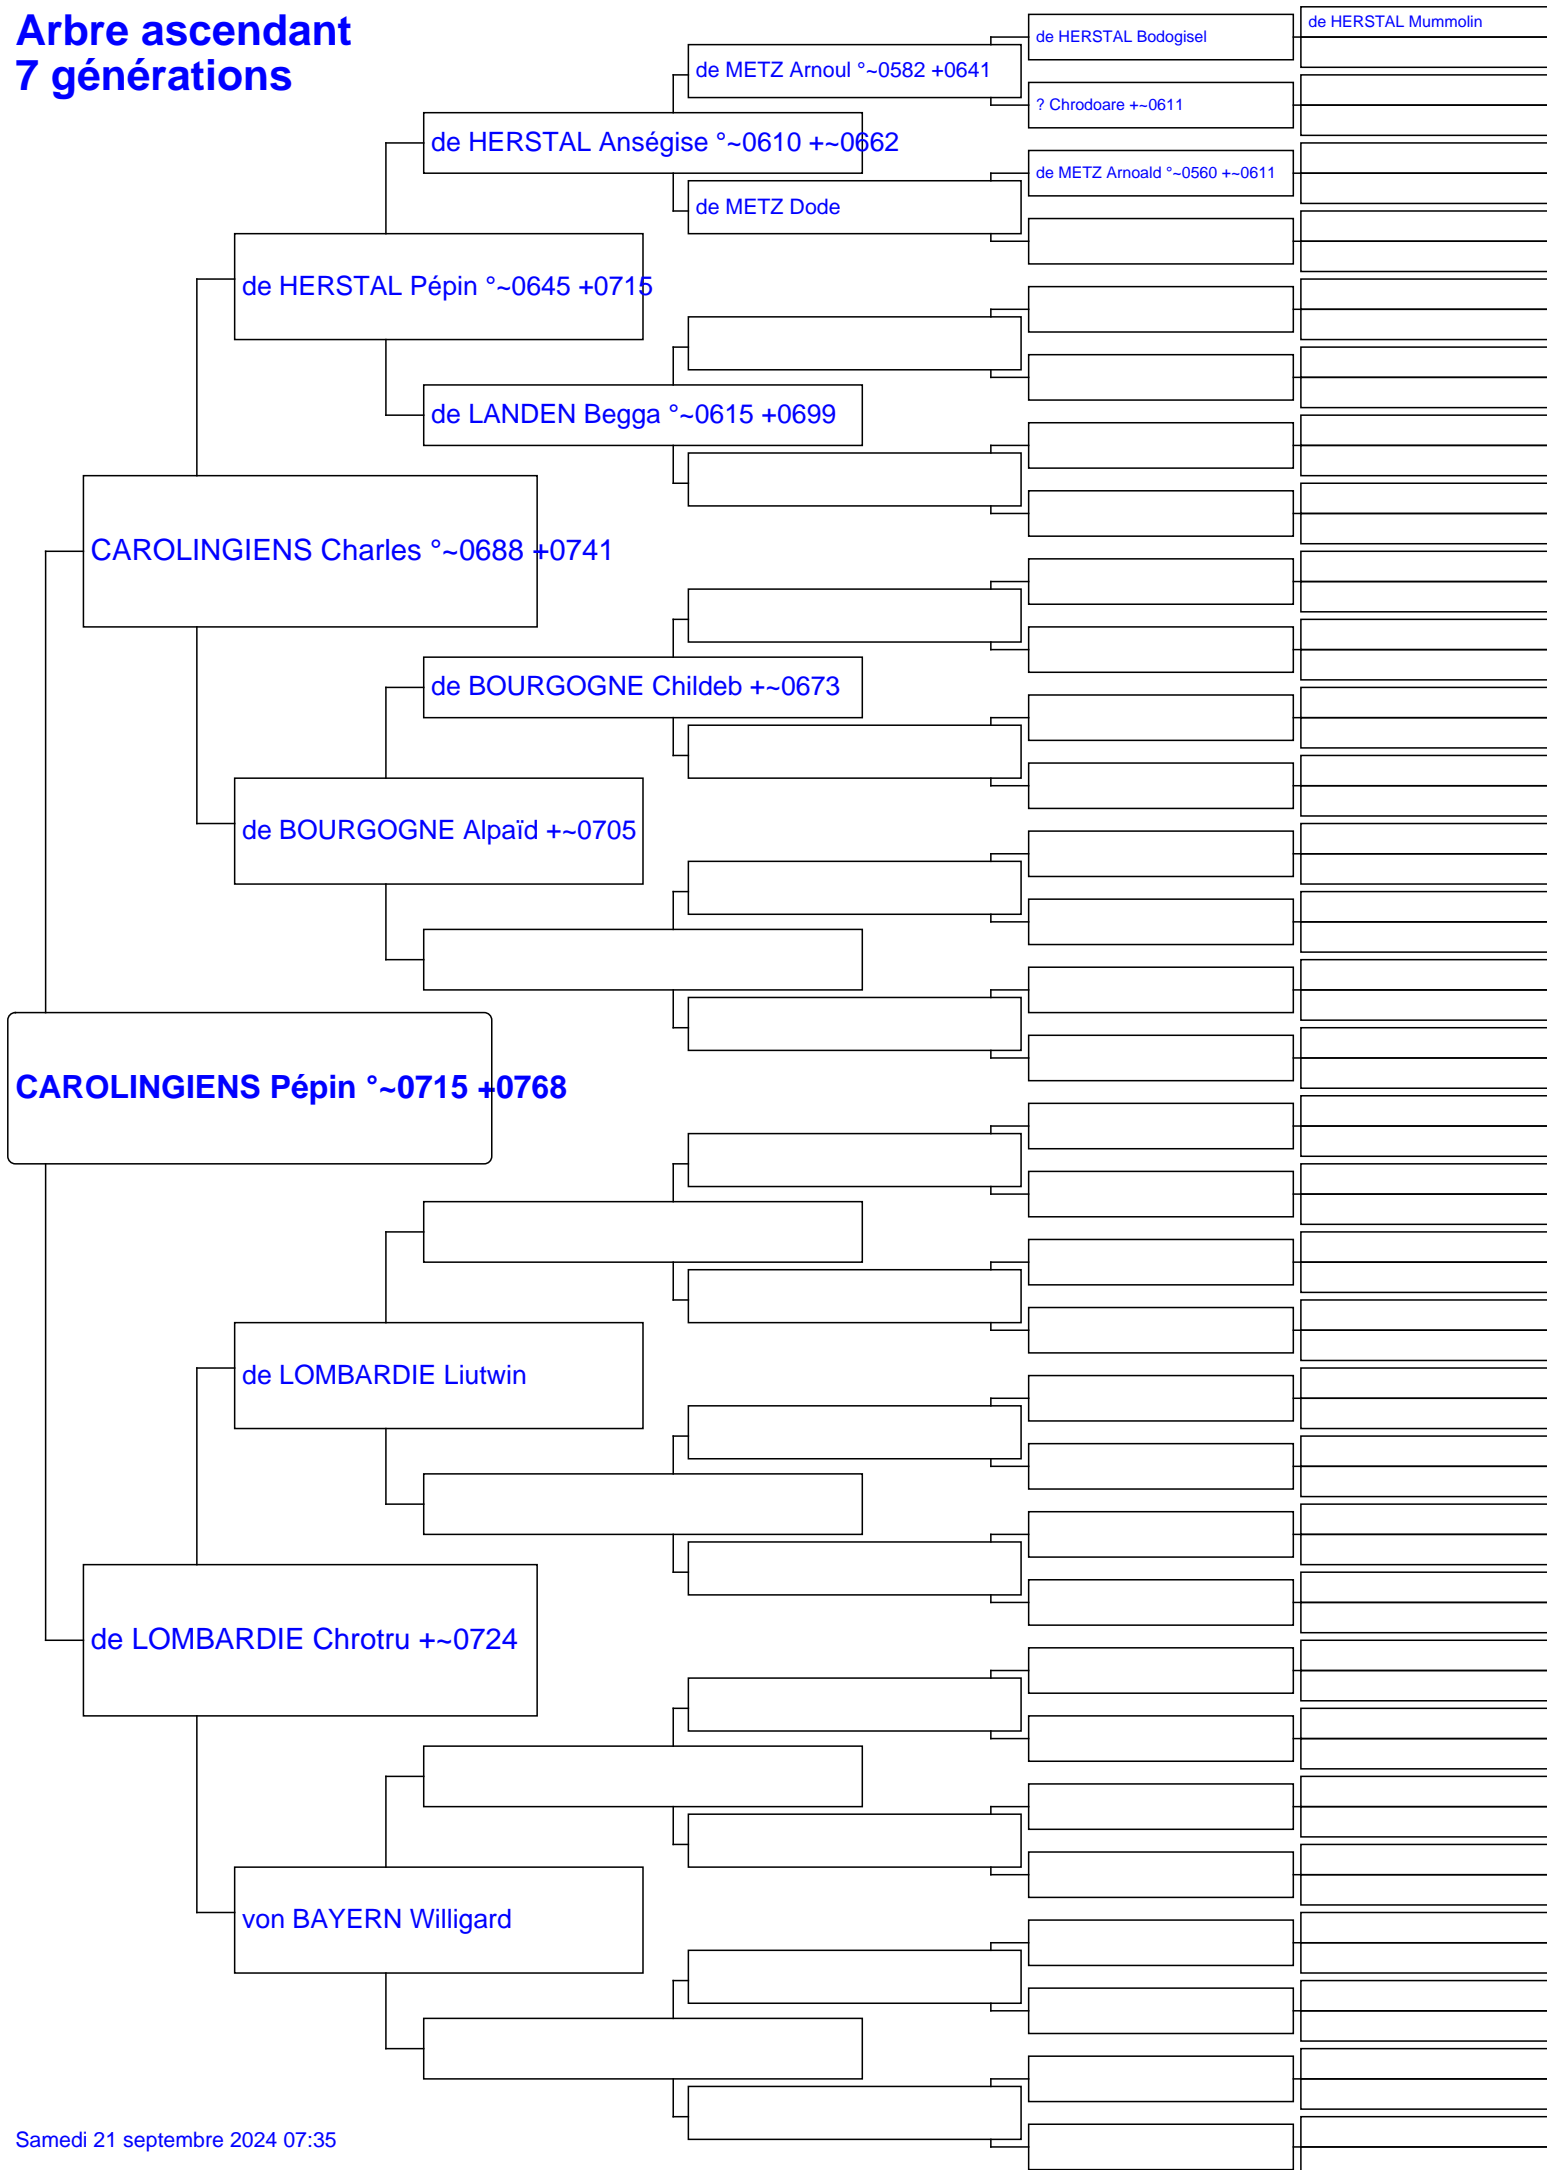 Arbre ascendant
7 générations
de HERSTAL Mummolin
de HERSTAL Bodogisel
de METZ Arnoul °~0582 +0641
? Chrodoare +~0611
de HERSTAL Anségise °~0610 +~0662
de METZ Arnoald °~0560 +~0611
de METZ Dode
de HERSTAL Pépin °~0645 +0715
de LANDEN Begga °~0615 +0699
CAROLINGIENS Charles °~0688 +0741
de BOURGOGNE Childeb +~0673
de BOURGOGNE Alpaïd +~0705
CAROLINGIENS Pépin °~0715 +0768
de LOMBARDIE Liutwin
de LOMBARDIE Chrotru +~0724
von BAYERN Willigard
Samedi 21 septembre 2024 07:35